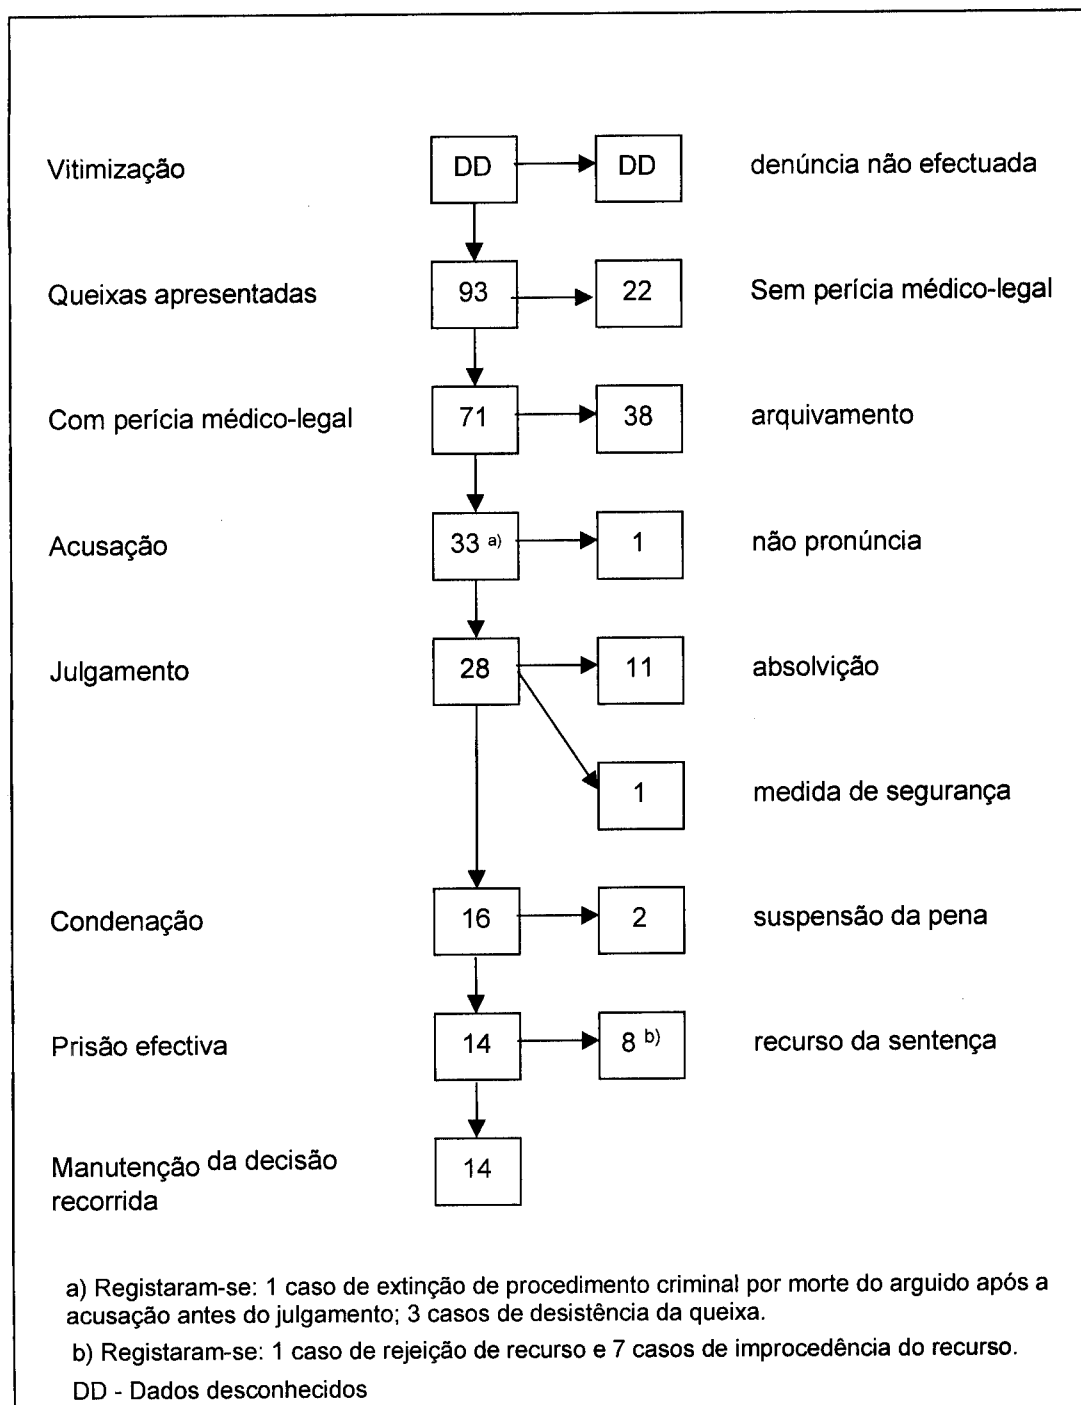 Vitimização DD DD denúncia não efectuada
Queixas apresentadas 93 22 Sem perícia médico-legal
Com perícia médico-legal 71 38 arquivamento
Acusação 33 a) 1 não pronúncia
Julgamento 28 11 absolvição
1 medida de segurança
Condenação 16 2 suspensão da pena
Prisão efectiva 14 8 b) recurso da sentença
Manutenção da decisão 14
recorrida
a) Registaram-se: 1 caso de extinção de procedimento criminal por morte do arguido após a
acusação antes do julgamento; 3 casos de desistência da queixa.
b) Registaram-se: 1 caso de rejeição de recurso e 7 casos de improcedência do recurso.
DD - Dados desconhecidos